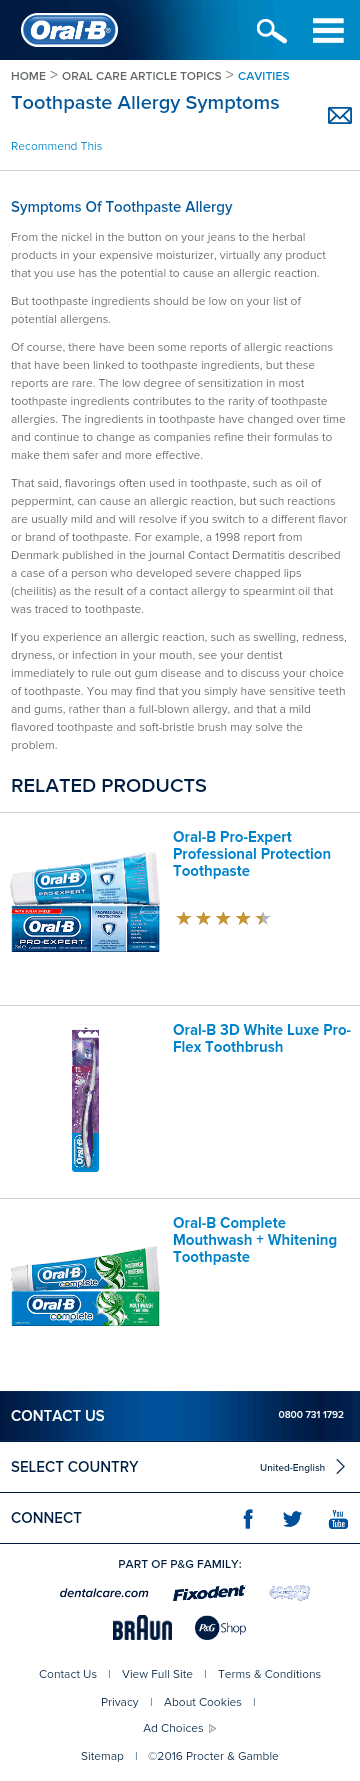 Oral-B
HOME > ORAL CARE ARTICLE TOPICS > CAVITIES
Toothpaste Allergy Symptoms
Recommend This
Symptoms Of Toothpaste Allergy
From the nickel in the button on your jeans to the herbal
products in your expensive moisturizer, virtually any product
that you use has the potential to cause an allergic reaction.
But toothpaste ingredients should be low on your list of
potential allergens.
Of course, there have been some reports of allergic reactions
that have been linked to toothpaste ingredients, but these
reports are rare. The low degree of sensitization in most
toothpaste ingredients contributes to the rarity of toothpaste
allergies. The ingredients in toothpaste have changed over time
and continue to change as companies refine their formulas to
make them safer and more effective.
That said, flavorings often used in toothpaste, such as oil of
peppermint, can cause an allergic reaction, but such reactions
are usually mild and will resolve if you switch to a different flavor
or brand of toothpaste. For example, a 1998 report from
Denmark published in the journal Contact Dermatitis described
a case of a person who developed severe chapped lips
(cheilitis) as the result of a contact allergy to spearmint oil that
was traced to toothpaste.
If you experience an allergic reaction, such as swelling, redness,
dryness, or infection in your mouth, see your dentist
immediately to rule out gum disease and to discuss your choice
of toothpaste. You may find that you simply have sensitive teeth
and gums, rather than a full-blown allergy, and that a mild
flavored toothpaste and soft-bristle brush may solve the
problem.
RELATED PRODUCTS
Oral-B Pro-Expert
Professional Protection
Toothpaste
Oral-B
PRO-EXPERT
PROFESSIONAL
PROTECTION
Oral-B
PRO-EXPERT
Oral-B 3D White Luxe Pro-
Flex Toothbrush
Oral-B
Oral-B Complete
Mouthwash + Whitening
Toothpaste
Oral-B
complete
Oral-B
complete
CONTACT US
0800 731 1792
SELECT COUNTRY
United-English
CONNECT
You
Tube
PART OF P&G FAMILY:
dentalcare.com
Fixodent
BRAUN
P&G Shop
Contact Us | View Full Site | Terms & Conditions
Privacy | About Cookies |
Ad Choices
Sitemap | ©2016 Procter & Gamble